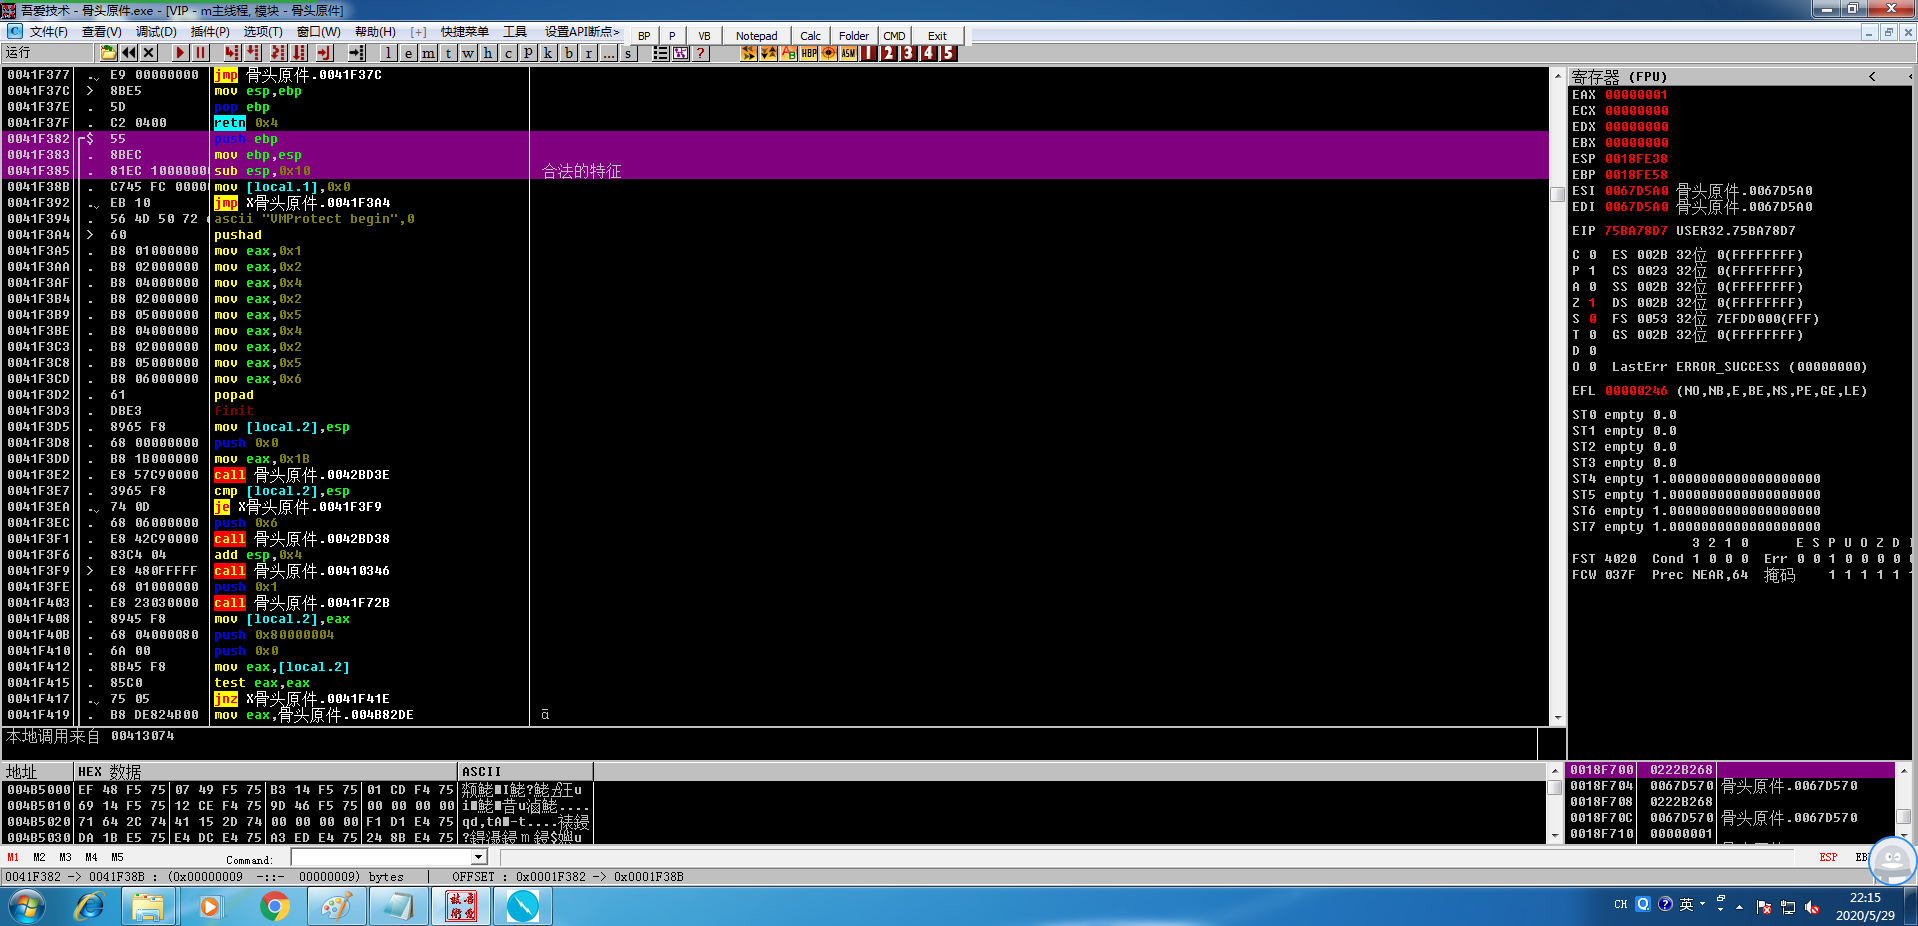 吾爱技术 - 骨头原件.exe - [VIP - m主线程, 模块 - 骨头原件]
文件(F) 查看(V) 调试(D) 插件(P) 选项(T) 窗口(W) 帮助(H) [+] 快捷菜单 工具 设置API断点> BP P VB Notepad Calc Folder CMD Exit
运行 l e m t w h c p k b r ... s ? HBP ASM 1 2 3 4 5
0041F377 . E9 00000000 jmp 骨头原件.0041F37C
0041F37C > 8BE5 mov esp,ebp
0041F37E . 5D pop ebp
0041F37F . C2 0400 retn 0x4
0041F382 $ 55 push ebp
0041F383 . 8BEC mov ebp,esp
0041F385 . 81EC 1000000 sub esp,0x10 合法的特征
0041F38B . C745 FC 0000 mov [local.1],0x0
0041F392 . EB 10 jmp X骨头原件.0041F3A4
0041F394 . 56 4D 50 72 ascii "VMProtect begin",0
0041F3A4 > 60 pushad
0041F3A5 . B8 01000000 mov eax,0x1
0041F3AA . B8 02000000 mov eax,0x2
0041F3AF . B8 04000000 mov eax,0x4
0041F3B4 . B8 02000000 mov eax,0x2
0041F3B9 . B8 05000000 mov eax,0x5
0041F3BE . B8 04000000 mov eax,0x4
0041F3C3 . B8 02000000 mov eax,0x2
0041F3C8 . B8 05000000 mov eax,0x5
0041F3CD . B8 06000000 mov eax,0x6
0041F3D2 . 61 popad
0041F3D3 . DBE3 finit
0041F3D5 . 8965 F8 mov [local.2],esp
0041F3D8 . 68 00000000 push 0x0
0041F3DD . B8 1B000000 mov eax,0x1B
0041F3E2 . E8 57C90000 call 骨头原件.0042BD3E
0041F3E7 . 3965 F8 cmp [local.2],esp
0041F3EA . 74 0D je X骨头原件.0041F3F9
0041F3EC . 68 06000000 push 0x6
0041F3F1 . E8 42C90000 call 骨头原件.0042BD38
0041F3F6 . 83C4 04 add esp,0x4
0041F3F9 > E8 480FFFFF call 骨头原件.00410346
0041F3FE . 68 01000000 push 0x1
0041F403 . E8 23030000 call 骨头原件.0041F72B
0041F408 . 8945 F8 mov [local.2],eax
0041F40B . 68 04000080 push 0x80000004
0041F410 . 6A 00 push 0x0
0041F412 . 8B45 F8 mov eax,[local.2]
0041F415 . 85C0 test eax,eax
0041F417 . 75 05 jnz X骨头原件.0041F41E
0041F419 . B8 DE824B00 mov eax,骨头原件.004B82DE
寄存器 (FPU) < <
EAX 00000001
ECX 00000000
EDX 00000000
EBX 00000000
ESP 0018FE38
EBP 0018FE58
ESI 0067D5A0 骨头原件.0067D5A0
EDI 0067D5A0 骨头原件.0067D5A0
EIP 75BA78D7 USER32.75BA78D7
C 0 ES 002B 32位 0(FFFFFFFF)
P 1 CS 0023 32位 0(FFFFFFFF)
A 0 SS 002B 32位 0(FFFFFFFF)
Z 1 DS 002B 32位 0(FFFFFFFF)
S 0 FS 0053 32位 7EFDD000(FFF)
T 0 GS 002B 32位 0(FFFFFFFF)
D 0
O 0 LastErr ERROR_SUCCESS (00000000)
EFL 00000246 (NO,NB,E,BE,NS,PE,GE,LE)
ST0 empty 0.0
ST1 empty 0.0
ST2 empty 0.0
ST3 empty 0.0
ST4 empty 1.0000000000000000000
ST5 empty 1.0000000000000000000
ST6 empty 1.0000000000000000000
ST7 empty 1.0000000000000000000
3 2 1 0 E S P U O Z D I
FST 4020 Cond 1 0 0 0 Err 0 0 1 0 0 0 0 0
FCW 037F Prec NEAR,64 掩码 1 1 1 1 1 1
本地调用来自 00413074
地址 HEX 数据 ASCII
004B5000 EF 48 F5 75 07 49 F5 75 B3 14 F5 75 01 CD F4 75
004B5010 69 14 F5 75 12 CE F4 75 9D 46 F5 75 00 00 00 00
004B5020 71 64 2C 74 41 15 2D 74 00 00 00 00 F1 D1 E4 75
004B5030 DA 1B E5 75 E4 DC E4 75 A3 ED E4 75 24 8B E4 75
0018F700 0222B268
0018F704 0067D570 骨头原件.0067D570
0018F708 0222B268
0018F70C 0067D570 骨头原件.0067D570
0018F710 00000001
M1 M2 M3 M4 M5 Command: ESP EB
0041F382 -> 0041F38B : (0x00000009 -::- 00000009) bytes | OFFSET : 0x0001F382 -> 0x0001F38B
吾爱技术 CH 英 22:15
2020/5/29